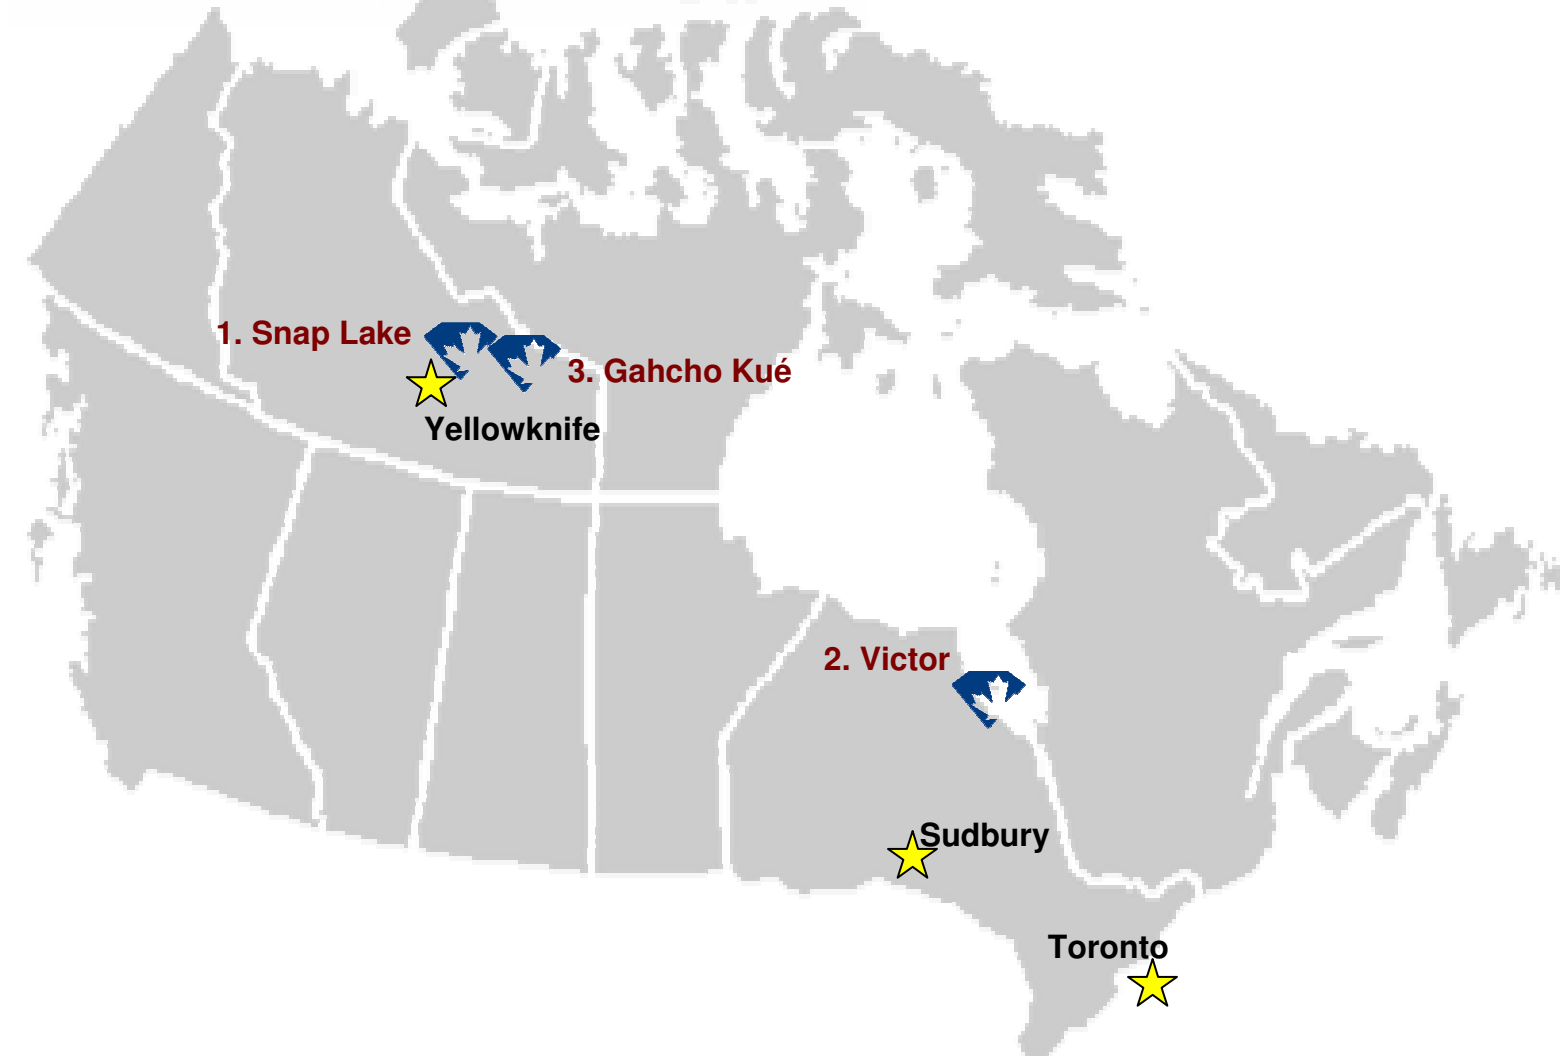 1. Snap Lake
3. Gahcho Kué
Yellowknife
2. Victor
Sudbury
Toronto